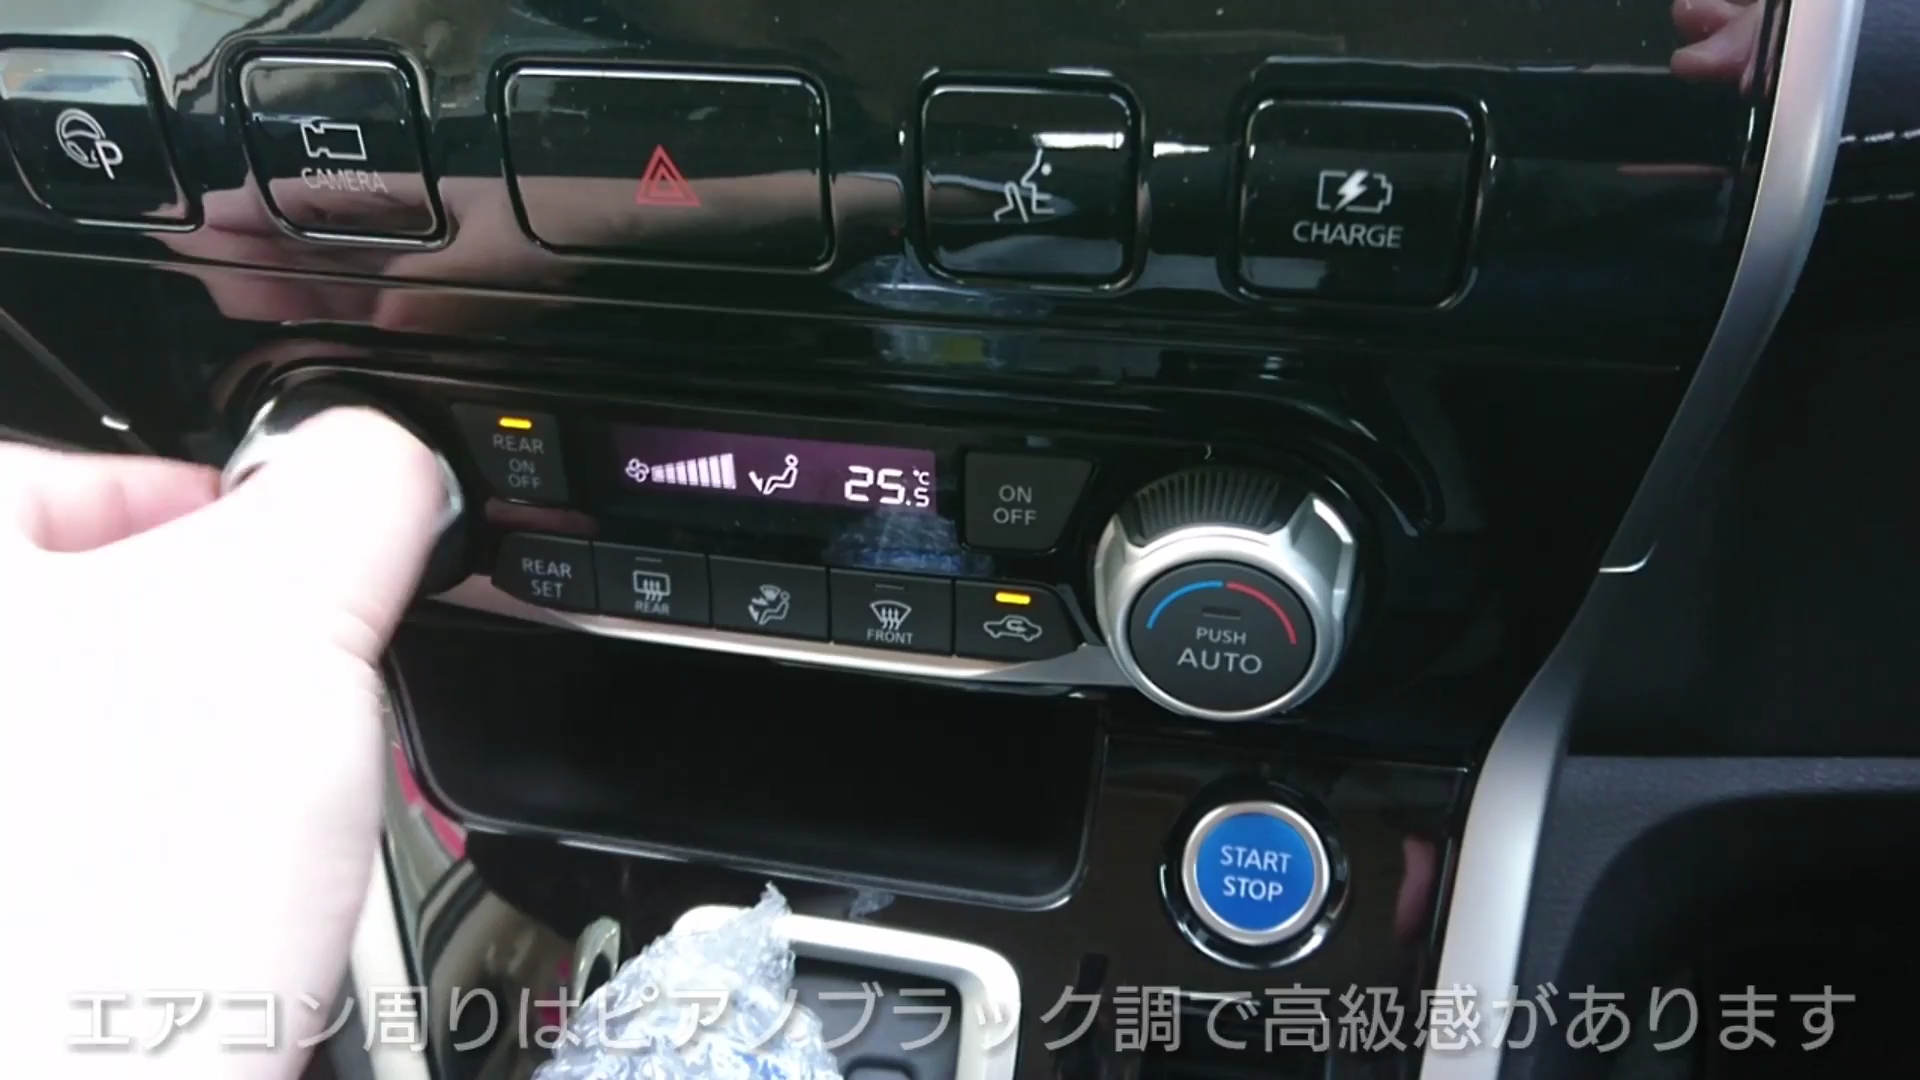 P
CAMERA
CHARGE
REAR
ON
OFF
25.5℃
ON
OFF
REAR
SET
REAR
FRONT
PUSH
AUTO
START
STOP
エアコン周りはピアノブラック調で高級感があります